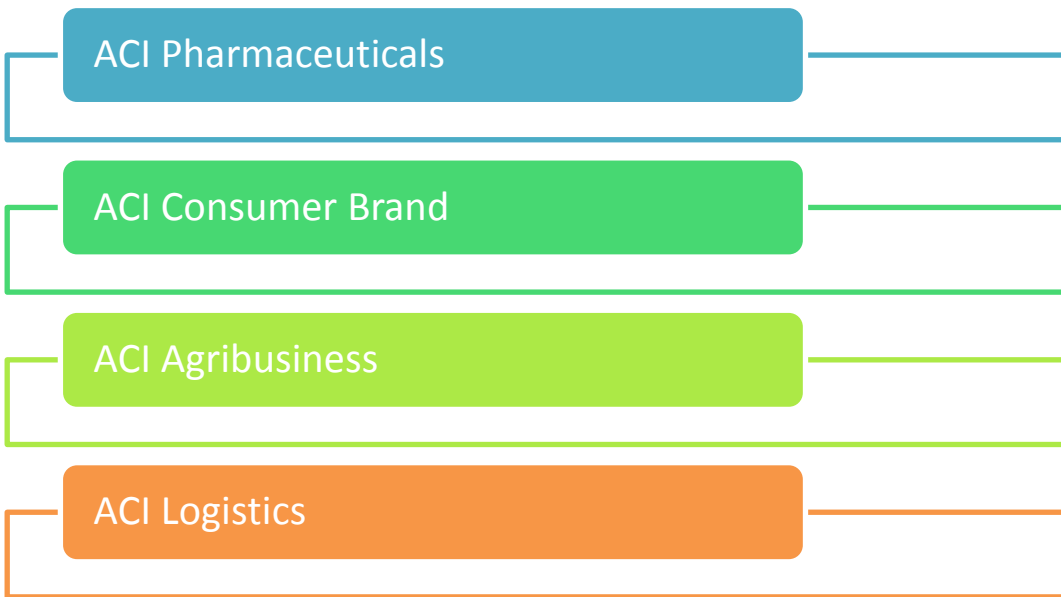 ACI Pharmaceuticals
ACI Consumer Brand
ACI Agribusiness
ACI Logistics